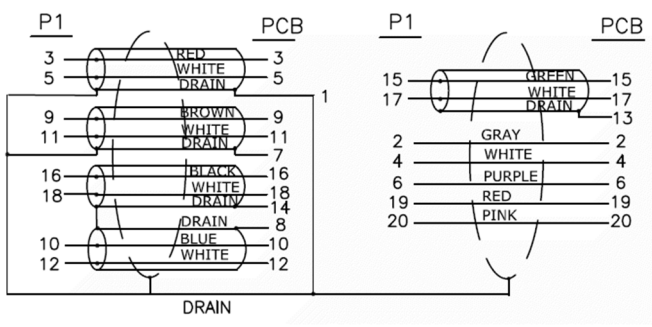 P1 PCB
3 RED 3
5 WHITE 5
DRAIN 1
9 BROWN 9
11 WHITE 11
DRAIN 7
16 BLACK 16
18 WHITE 18
DRAIN 14
DRAIN 8
10 BLUE 10
12 WHITE 12
DRAIN
P1 PCB
15 GREEN 15
17 WHITE 17
DRAIN 13
2 GRAY 2
4 WHITE 4
6 PURPLE 6
19 RED 19
20 PINK 20